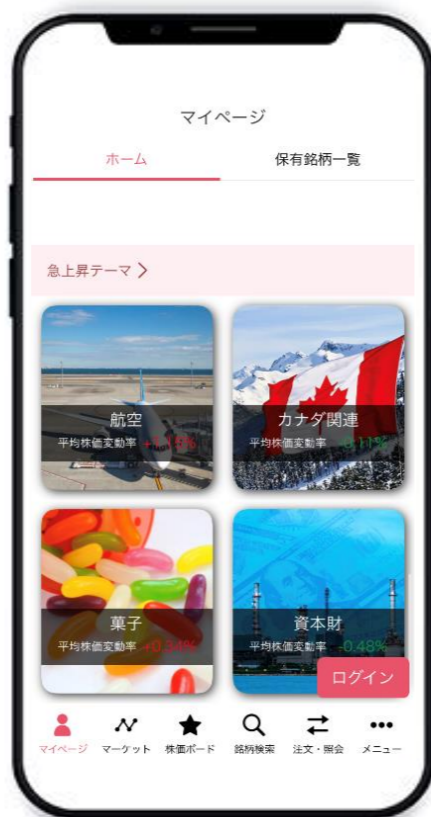 マイページ
ホーム 保有銘柄一覧
急上昇テーマ
航空 カナダ関連
平均株価変動率 平均株価変動率
菓子 資本財
平均株価変動率 +0.34% 平均株価変動率 -0.48%
ログイン
マイページ マーケット 株価ボード 銘柄検索 注文・照会 メニュー